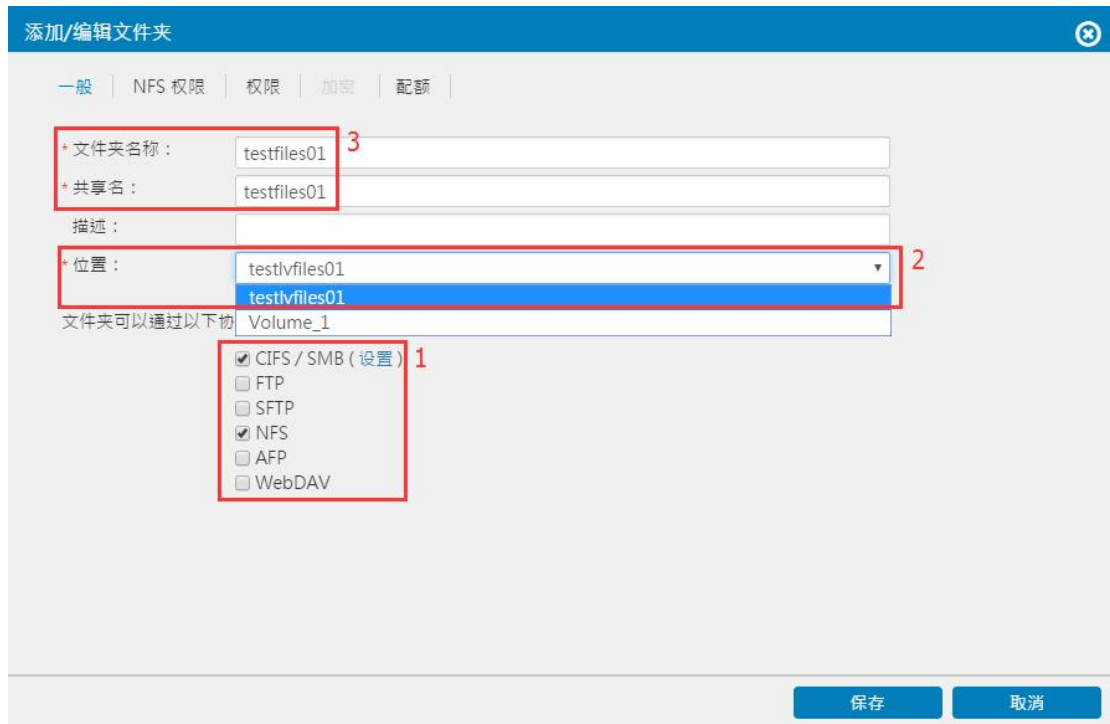 添加/编辑文件夹
一般 NFS 权限 权限 加密 配额
* 文件夹名称： testfiles01 3
* 共享名： testfiles01
描述：
* 位置： testlvfiles01 2
testlvfiles01
文件夹可以通过以下协 Volume_1
CIFS / SMB ( 设置 ) 1
FTP
SFTP
NFS
AFP
WebDAV
保存 取消